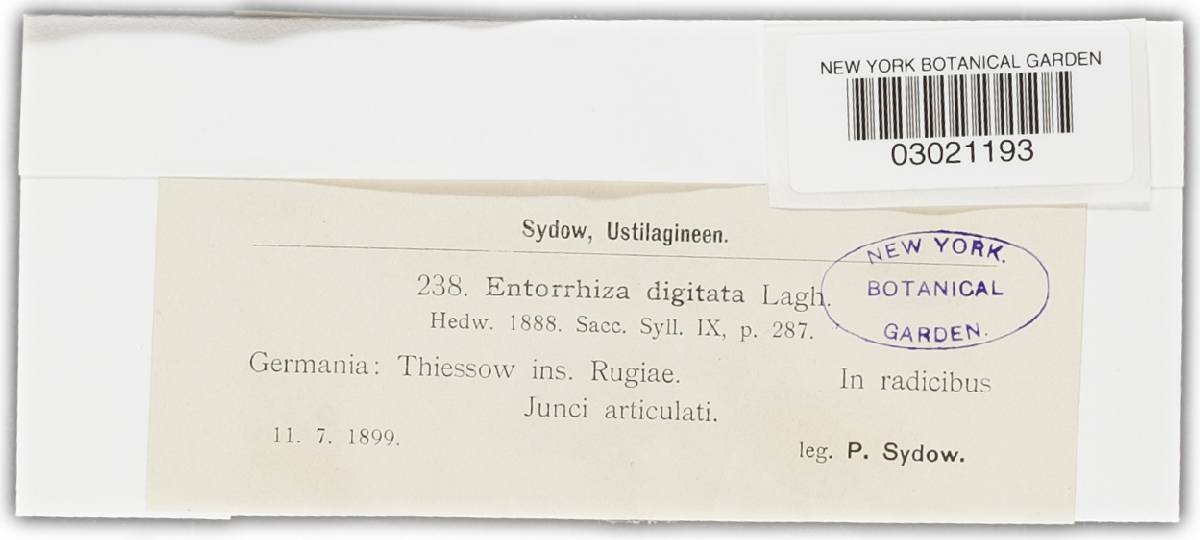 NEW YORK BOTANICAL GARDEN
03021193
Sydow, Ustilagineen.
238. Entorrhiza digitata Lagh.
Hedw. 1888. Sacc. Syll. IX, p. 287.
NEW YORK.
BOTANICAL
GARDEN.
Germania: Thiessow ins. Rugiae. In radicibus
Junci articulati.
11. 7. 1899.
leg. P. Sydow.